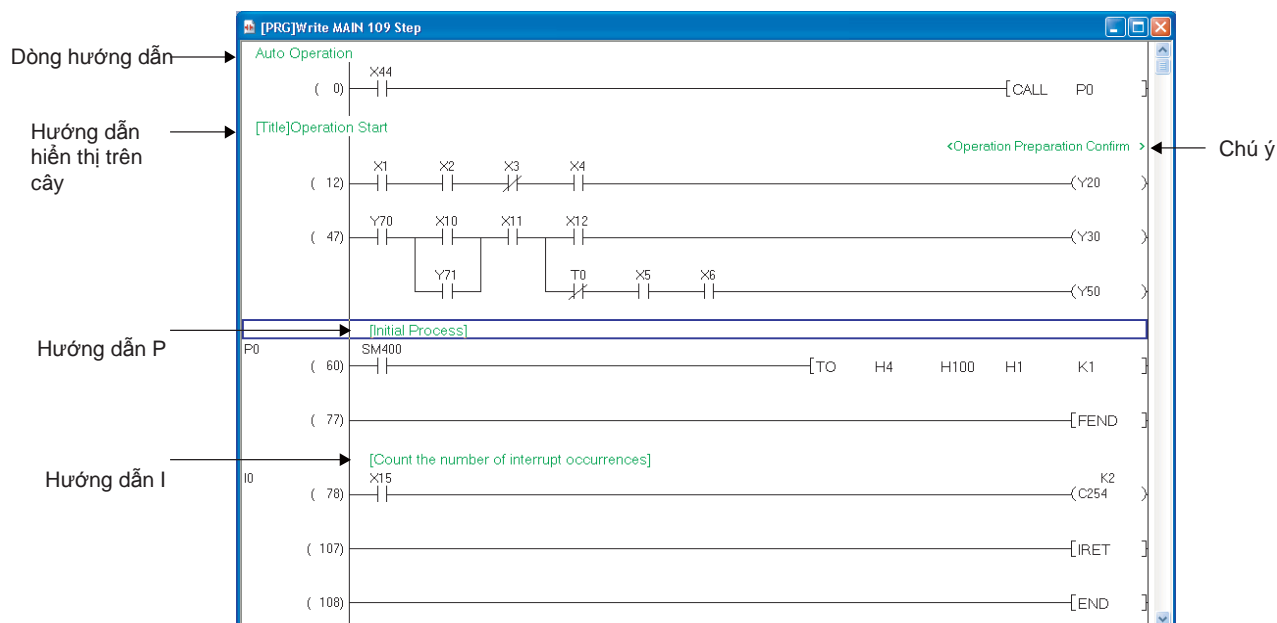 [PRG]Write MAIN 109 Step
Dòng hướng dẫn
Auto Operation
X44
( 0) CALL P0
Hướng dẫn hiển thị trên cây
[Title]Operation Start
<Operation Preparation Confirm >
Chú ý
X1 X2 X3 X4
( 12) Y20
Y70 X10 X11 X12
( 47) Y30
Y71 T0 X5 X6
Y50
Hướng dẫn P
[Initial Process]
P0 SM400
( 60) TO H4 H100 H1 K1
( 77) FEND
Hướng dẫn I
[Count the number of interrupt occurrences]
I0 X15 K2
( 78) C254
( 107) IRET
( 108) END